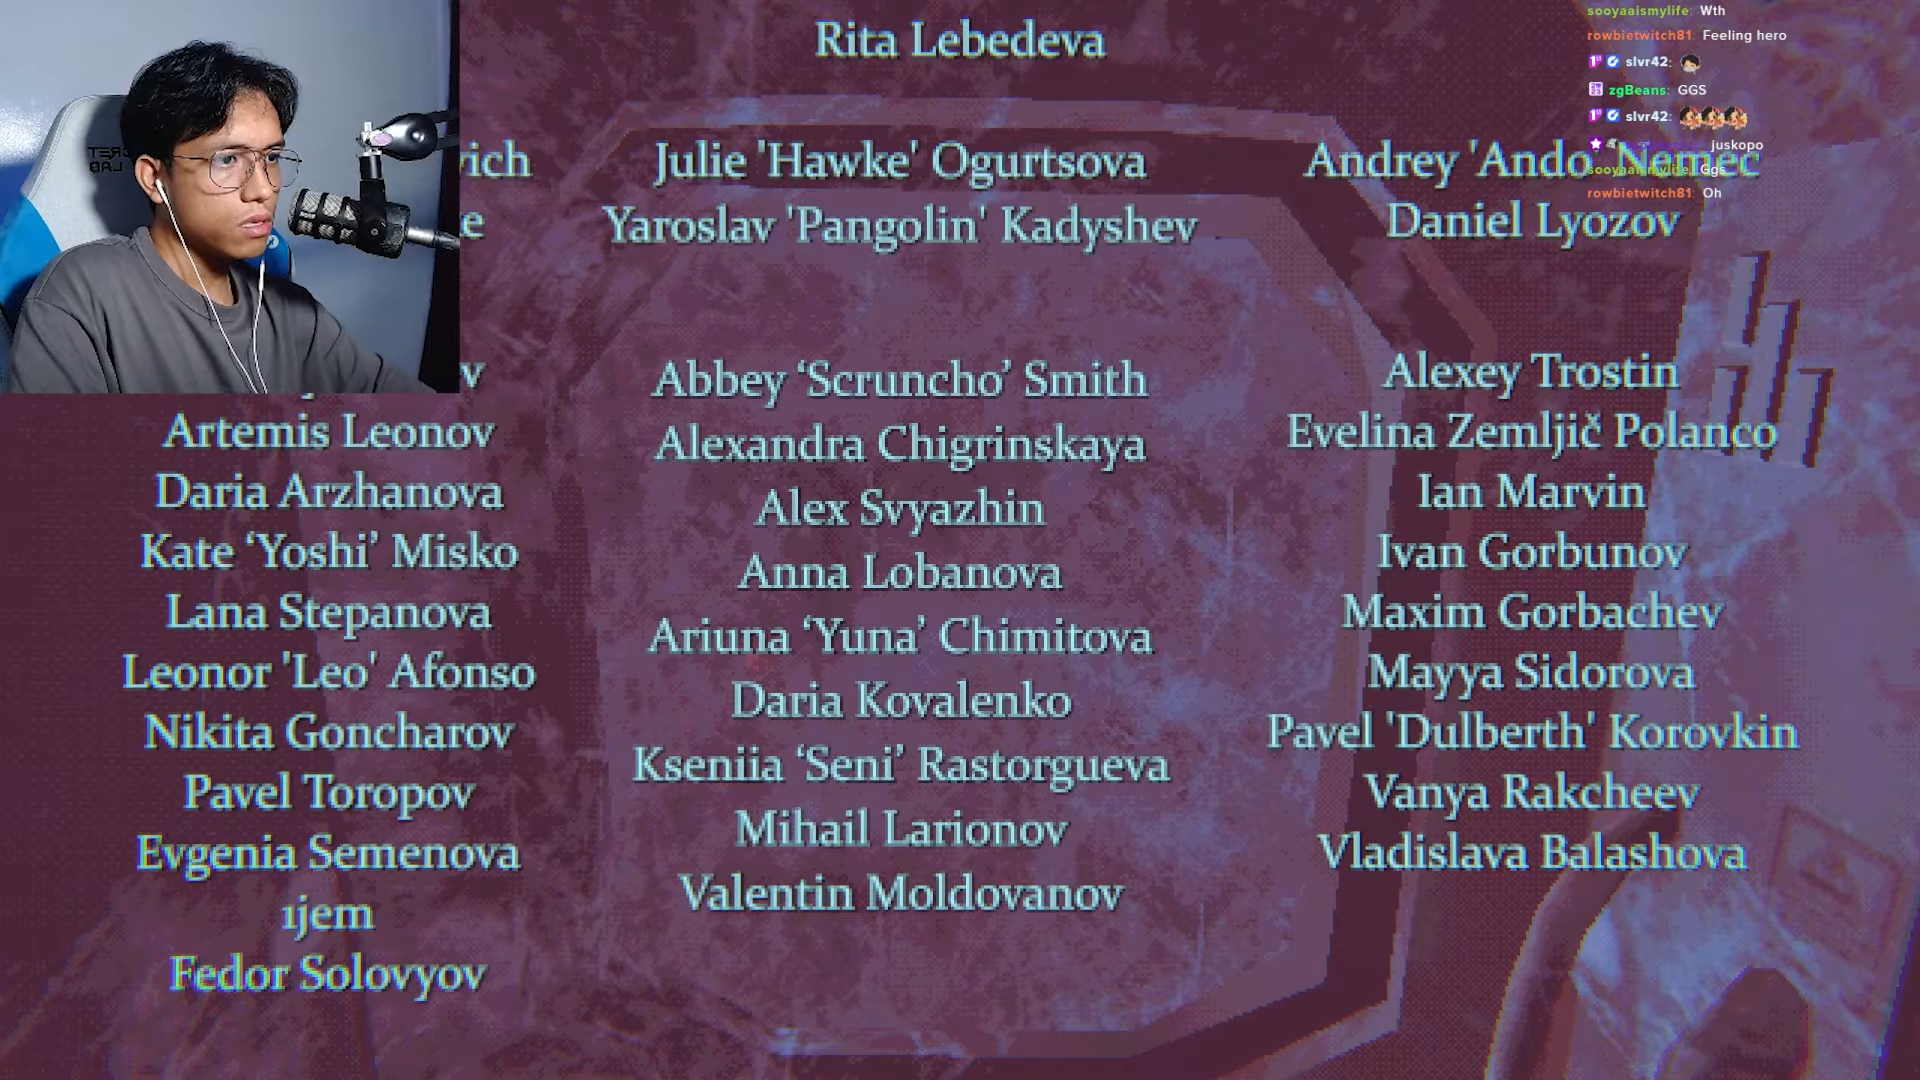 Rita Lebedeva
Julie 'Hawke' Ogurtsova
Yaroslav 'Pangolin' Kadyshev
Andrey 'Ando' Nemec
Daniel Lyozov
Artemis Leonov
Daria Arzhanova
Kate ‘Yoshi’ Misko
Lana Stepanova
Leonor 'Leo' Afonso
Nikita Goncharov
Pavel Toropov
Evgenia Semenova
1jem
Fedor Solovyov
Abbey ‘Scruncho’ Smith
Alexandra Chigrinskaya
Alex Svyazhin
Anna Lobanova
Ariuna ‘Yuna’ Chimitova
Daria Kovalenko
Kseniia ‘Seni’ Rastorgueva
Mihail Larionov
Valentin Moldovanov
Alexey Trostin
Evelina Zemljič Polanco
Ian Marvin
Ivan Gorbunov
Maxim Gorbachev
Mayya Sidorova
Pavel 'Dulberth' Korovkin
Vanya Rakcheev
Vladislava Balashova
sooyaaismylife: Wth
rowbietwitch81: Feeling hero
slvr42:
zgBeans: GGS
slvr42:
juskopo
sooyaaismylife: Ggs
rowbietwitch81: Oh